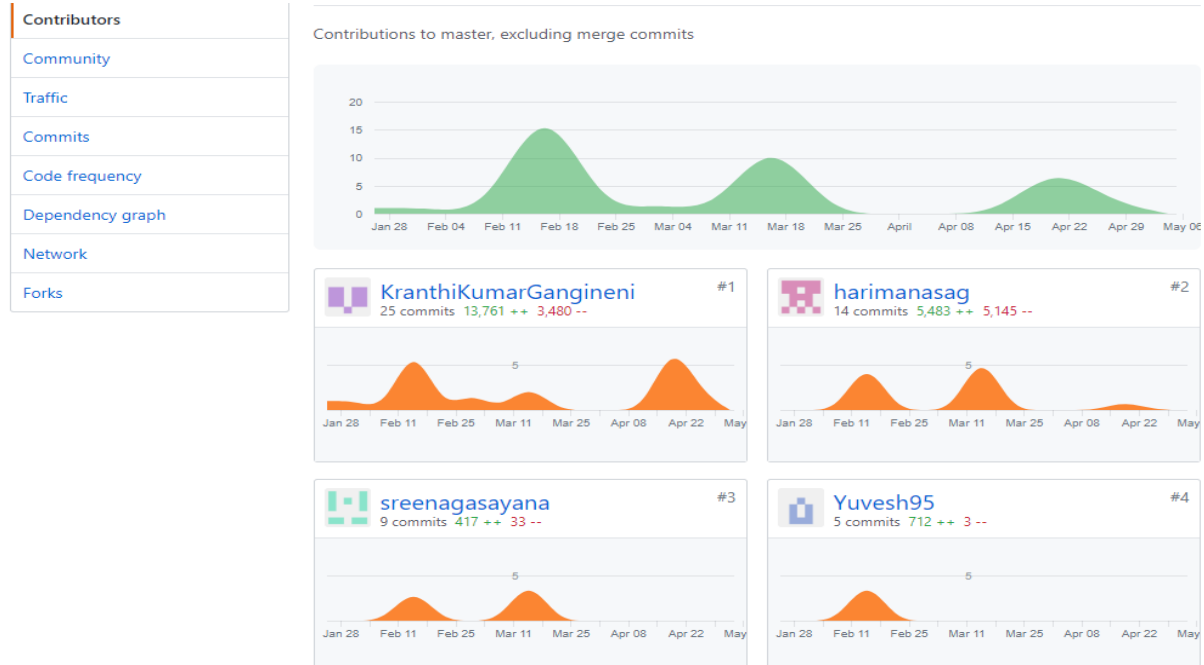 Contributors
Community
Traffic
Commits
Code frequency
Dependency graph
Network
Forks
Contributions to master, excluding merge commits
20
15
10
5
0
Jan 28 Feb 04 Feb 11 Feb 18 Feb 25 Mar 04 Mar 11 Mar 18 Mar 25 April Apr 08 Apr 15 Apr 22 Apr 29 May 06
KranthiKumarGangineni #1
25 commits 13,761 ++ 3,480 --
5
Jan 28 Feb 11 Feb 25 Mar 11 Mar 25 Apr 08 Apr 22 May
harimanasag #2
14 commits 5,483 ++ 5,145 --
5
Jan 28 Feb 11 Feb 25 Mar 11 Mar 25 Apr 08 Apr 22 May
sreenagasayana #3
9 commits 417 ++ 33 --
5
Jan 28 Feb 11 Feb 25 Mar 11 Mar 25 Apr 08 Apr 22 May
Yuvesh95 #4
5 commits 712 ++ 3 --
5
Jan 28 Feb 11 Feb 25 Mar 11 Mar 25 Apr 08 Apr 22 May